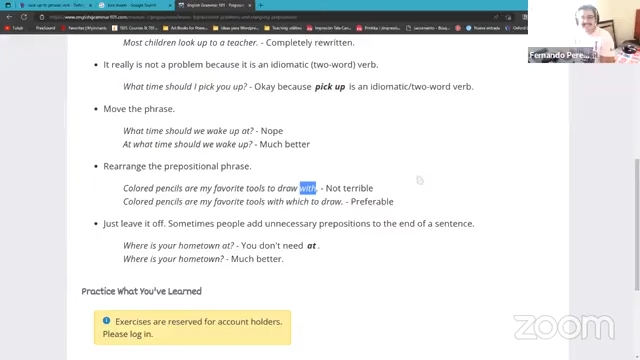 Most children look up to a teacher. - Completely rewritten.
It really is not a problem because it is an idiomatic (two-word) verb.
What time should I pick you up? - Okay because pick up is an idiomatic/two-word verb.
Move the phrase.
What time should we wake up at? - Nope
At what time should we wake up? - Much better
Rearrange the prepositional phrase.
Colored pencils are my favorite tools to draw with. - Not terrible
Colored pencils are my favorite tools with which to draw. - Preferable
Just leave it off. Sometimes people add unnecessary prepositions to the end of a sentence.
Where is your hometown at? - You don't need at.
Where is your hometown? - Much better.
Practice What You've Learned
Exercises are reserved for account holders.
Please log in.
Fernando Pere...
zoom